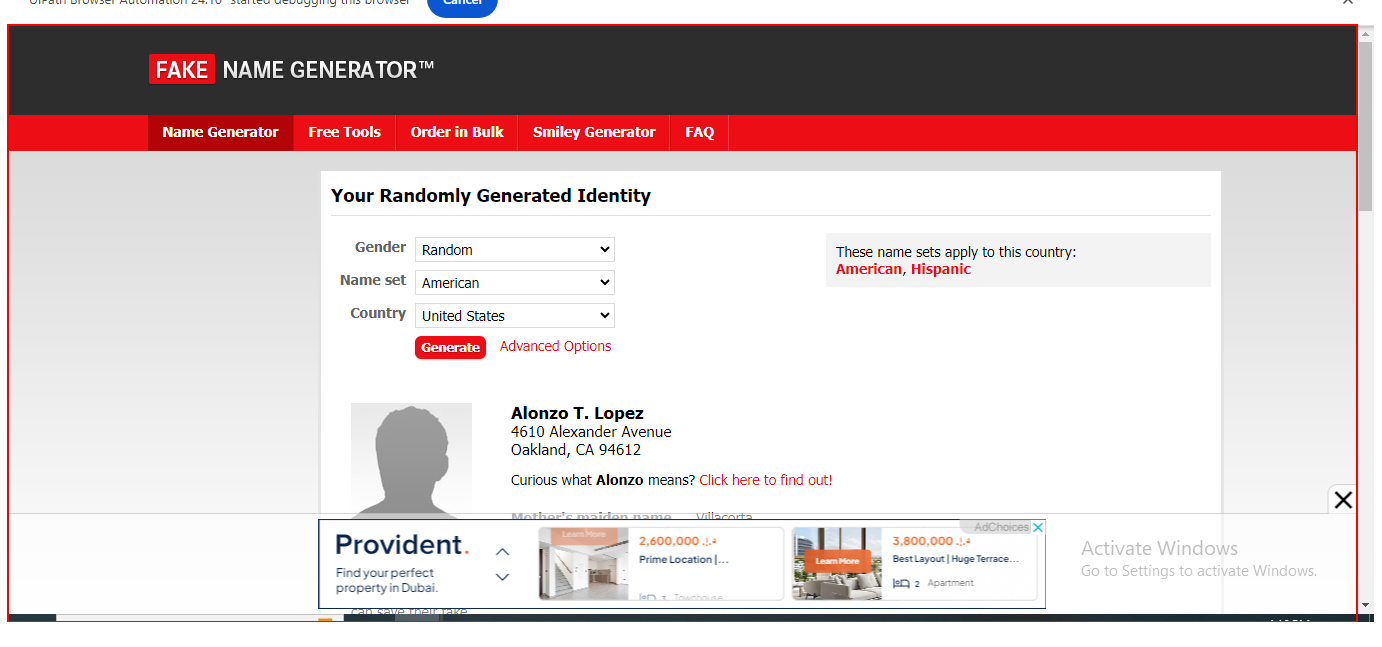 UiPath Browser Automation 24.10" started debugging this browser
Cancel
FAKE NAME GENERATOR™
Name Generator
Free Tools
Order in Bulk
Smiley Generator
FAQ
Your Randomly Generated Identity
Gender
Random
Name set
American
Country
United States
Generate
Advanced Options
These name sets apply to this country:
American, Hispanic
Alonzo T. Lopez
4610 Alexander Avenue
Oakland, CA 94612
Curious what Alonzo means? Click here to find out!
Mother's maiden name
Villacorta
AdChoices
Provident.
Find your perfect
property in Dubai.
Learn More
2,600,000 د.إ.
Prime Location |...
3 Townhouse
Learn More
3,800,000 د.إ.
Best Layout | Huge Terrace...
2 Apartment
Activate Windows
Go to Settings to activate Windows.
can save their fake